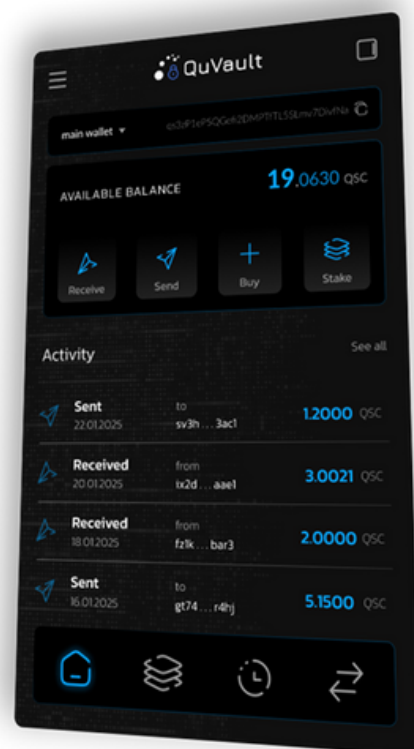 QuVault
main wallet
AVAILABLE BALANCE 19.0630 QSC
Receive Send Buy Stake
Activity See all
Sent to 1.2000 QSC
22.01.2025 sv3h...3ac1
Received from 3.0021 QSC
20.01.2025 ix2d...aae1
Received from 2.0000 QSC
18.01.2025 fz1k...bar3
Sent to 5.1500 QSC
16.01.2025 gt74...r4hj